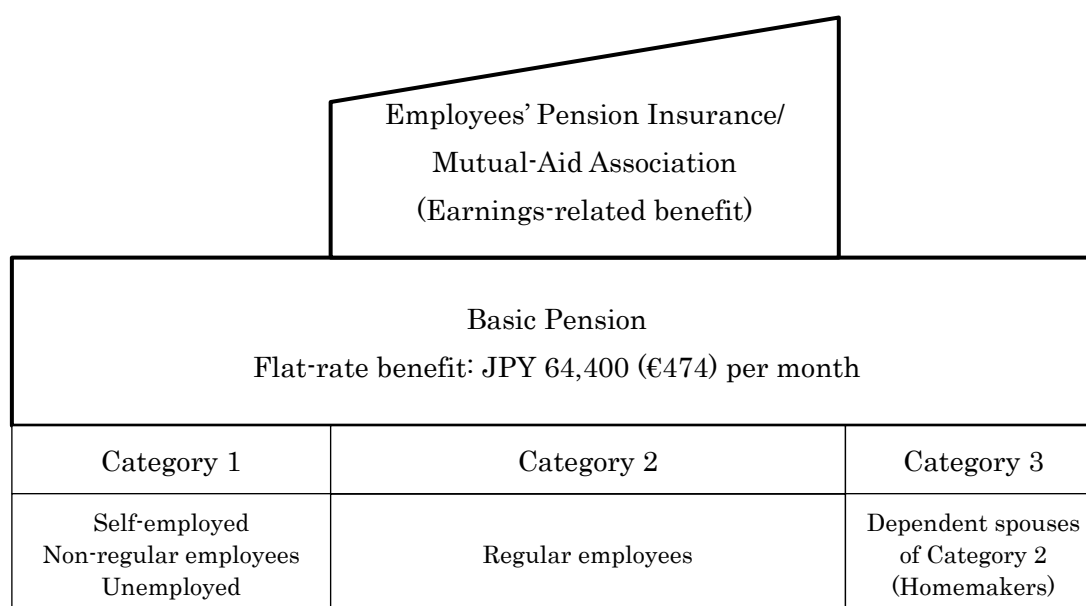 Employees’ Pension Insurance/
Mutual-Aid Association
(Earnings-related benefit)
Basic Pension
Flat-rate benefit: JPY 64,400 (€474) per month
Category 1
Category 2
Category 3
Self-employed
Non-regular employees
Unemployed
Regular employees
Dependent spouses
of Category 2
(Homemakers)